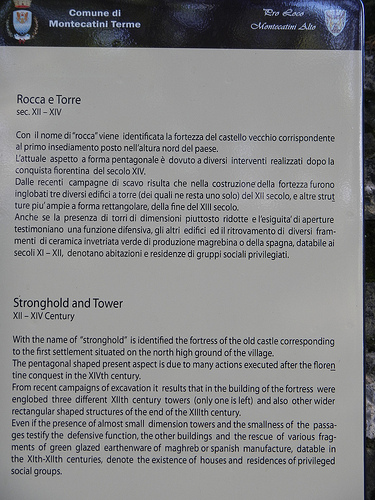 Comune di
Montecatini Terme
Pro Loco
Montecatini Alto
Rocca e Torre
sec. XII – XIV
Con il nome di "rocca" viene identificata la fortezza del castello vecchio corrispondente
al primo insediamento posto nell'altura nord del paese.
L'attuale aspetto a forma pentagonale è dovuto a diversi interventi realizzati dopo la
conquista fiorentina del secolo XIV.
Dalle recenti campagne di scavo risulta che nella costruzione della fortezza furono
inglobati tre diversi edifici a torre (dei quali ne resta uno solo) del XII secolo, e altre strut
ture piu' ampie a forma rettangolare, della fine del XIII secolo.
Anche se la presenza di torri di dimensioni piuttosto ridotte e l'esiguita' di aperture
testimoniano una funzione difensiva, gli altri edifici ed il ritrovamento di diversi fram-
menti di ceramica invetriata verde di produzione magrebina o della spagna, databile ai
secoli XI – XII, denotano abitazioni e residenze di gruppi sociali privilegiati.
Stronghold and Tower
XII – XIV Century
With the name of "stronghold" is identified the fortress of the old castle corresponding
to the first settlement situated on the north high ground of the village.
The pentagonal shaped present aspect is due to many actions executed after the floren
tine conquest in the XIVth century.
From recent campaigns of excavation it results that in the building of the fortress were
englobed three different XIIth century towers (only one is left) and also other wider
rectangular shaped structures of the end of the XIIIth century.
Even if the presence of almost small dimension towers and the smallness of the passa-
ges testify the defensive function, the other buildings and the rescue of various frag-
ments of green glazed earthenware of maghreb or spanish manufacture, datable in
the XIth-XIIth centuries, denote the existence of houses and residences of privileged
social groups.